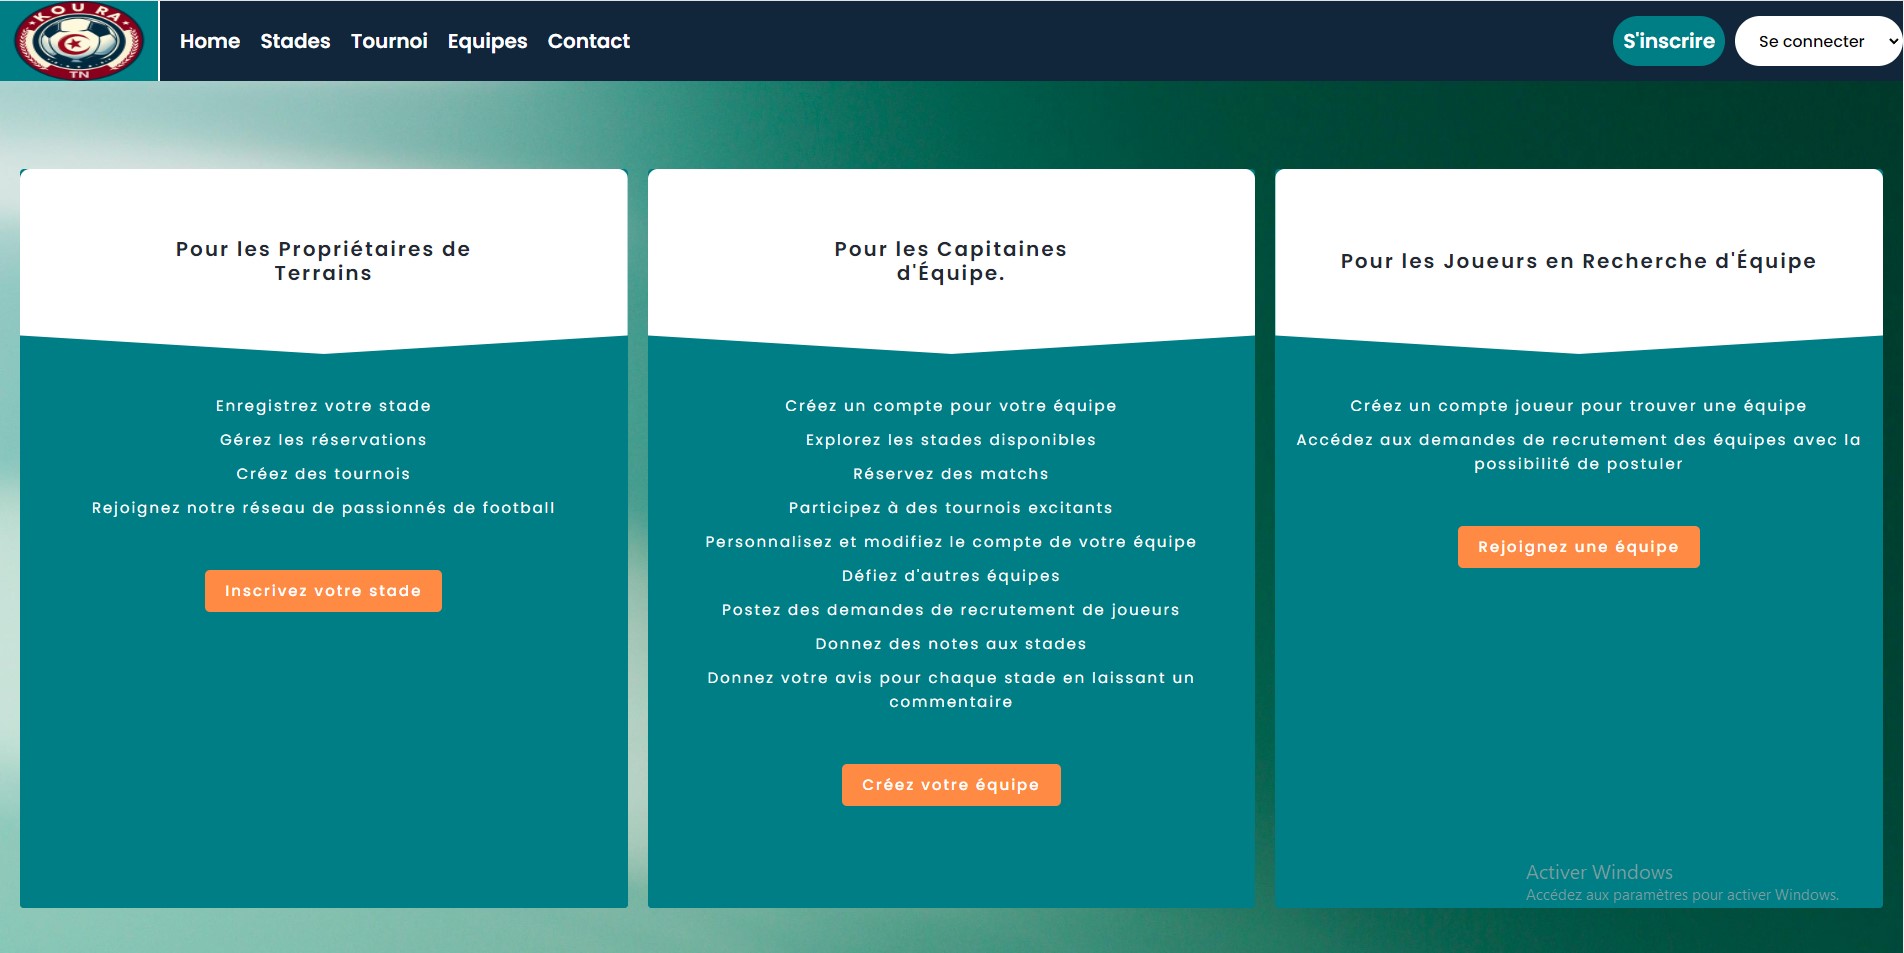 KOURA
TN
Home Stades Tournoi Equipes Contact
S'inscrire
Se connecter
Pour les Propriétaires de
Terrains
Enregistrez votre stade
Gérez les réservations
Créez des tournois
Rejoignez notre réseau de passionnés de football
Inscrivez votre stade
Pour les Capitaines
d'Équipe.
Créez un compte pour votre équipe
Explorez les stades disponibles
Réservez des matchs
Participez à des tournois excitants
Personnalisez et modifiez le compte de votre équipe
Défiez d'autres équipes
Postez des demandes de recrutement de joueurs
Donnez des notes aux stades
Donnez votre avis pour chaque stade en laissant un
commentaire
Créez votre équipe
Pour les Joueurs en Recherche d'Équipe
Créez un compte joueur pour trouver une équipe
Accédez aux demandes de recrutement des équipes avec la
possibilité de postuler
Rejoignez une équipe
Activer Windows
Accédez aux paramètres pour activer Windows.